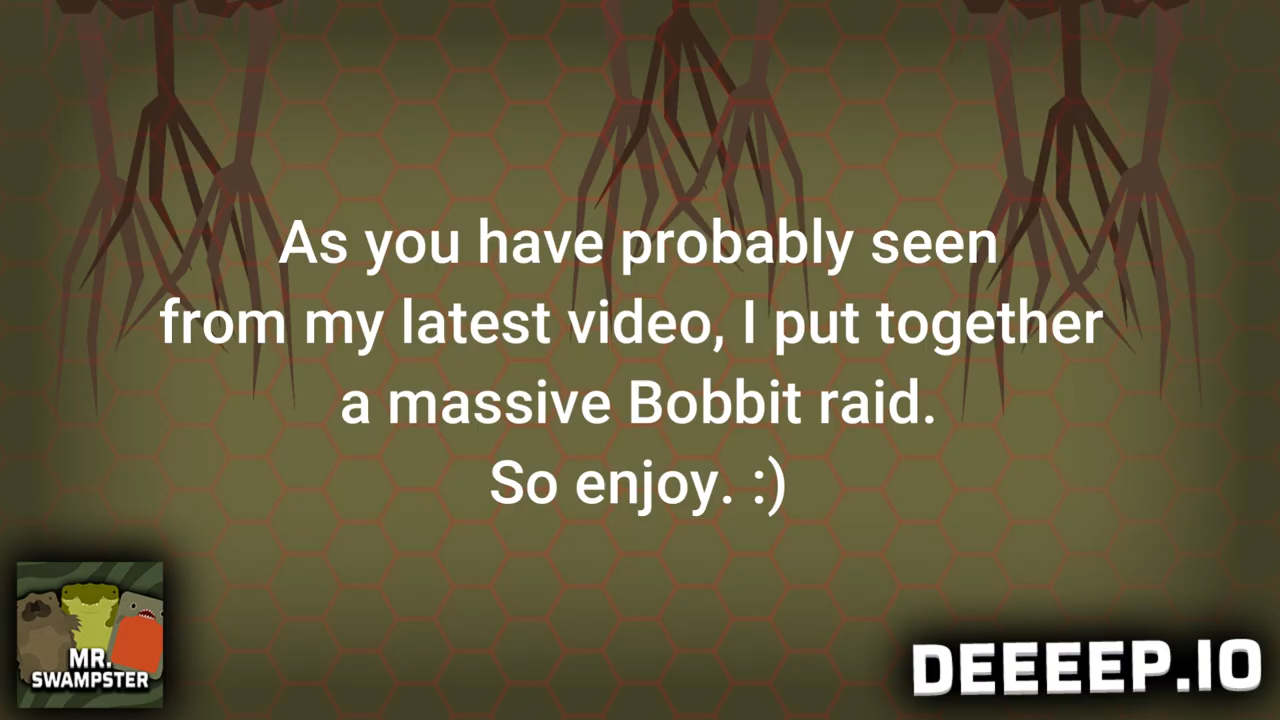 As you have probably seen
from my latest video, I put together
a massive Bobbit raid.
So enjoy. :)
MR.
SWAMPSTER
DEEEEP.IO